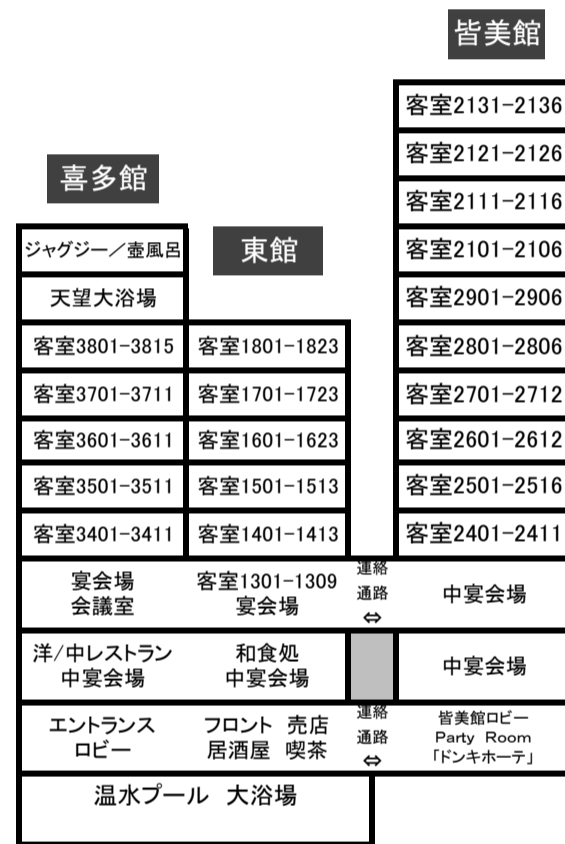 皆美館
客室2131-2136
客室2121-2126
喜多館
客室2111-2116
ジャグジー／壺風呂
東館
客室2101-2106
天望大浴場
客室2901-2906
客室3801-3815
客室1801-1823
客室2801-2806
客室3701-3711
客室1701-1723
客室2701-2712
客室3601-3611
客室1601-1623
客室2601-2612
客室3501-3511
客室1501-1513
客室2501-2516
客室3401-3411
客室1401-1413
客室2401-2411
宴会場
会議室
客室1301-1309
宴会場
連絡
通路
⇔
中宴会場
洋/中レストラン
中宴会場
和食処
中宴会場
中宴会場
エントランス
ロビー
フロント 売店
居酒屋 喫茶
連絡
通路
⇔
皆美館ロビー
Party Room
「ドンキホーテ」
温水プール 大浴場